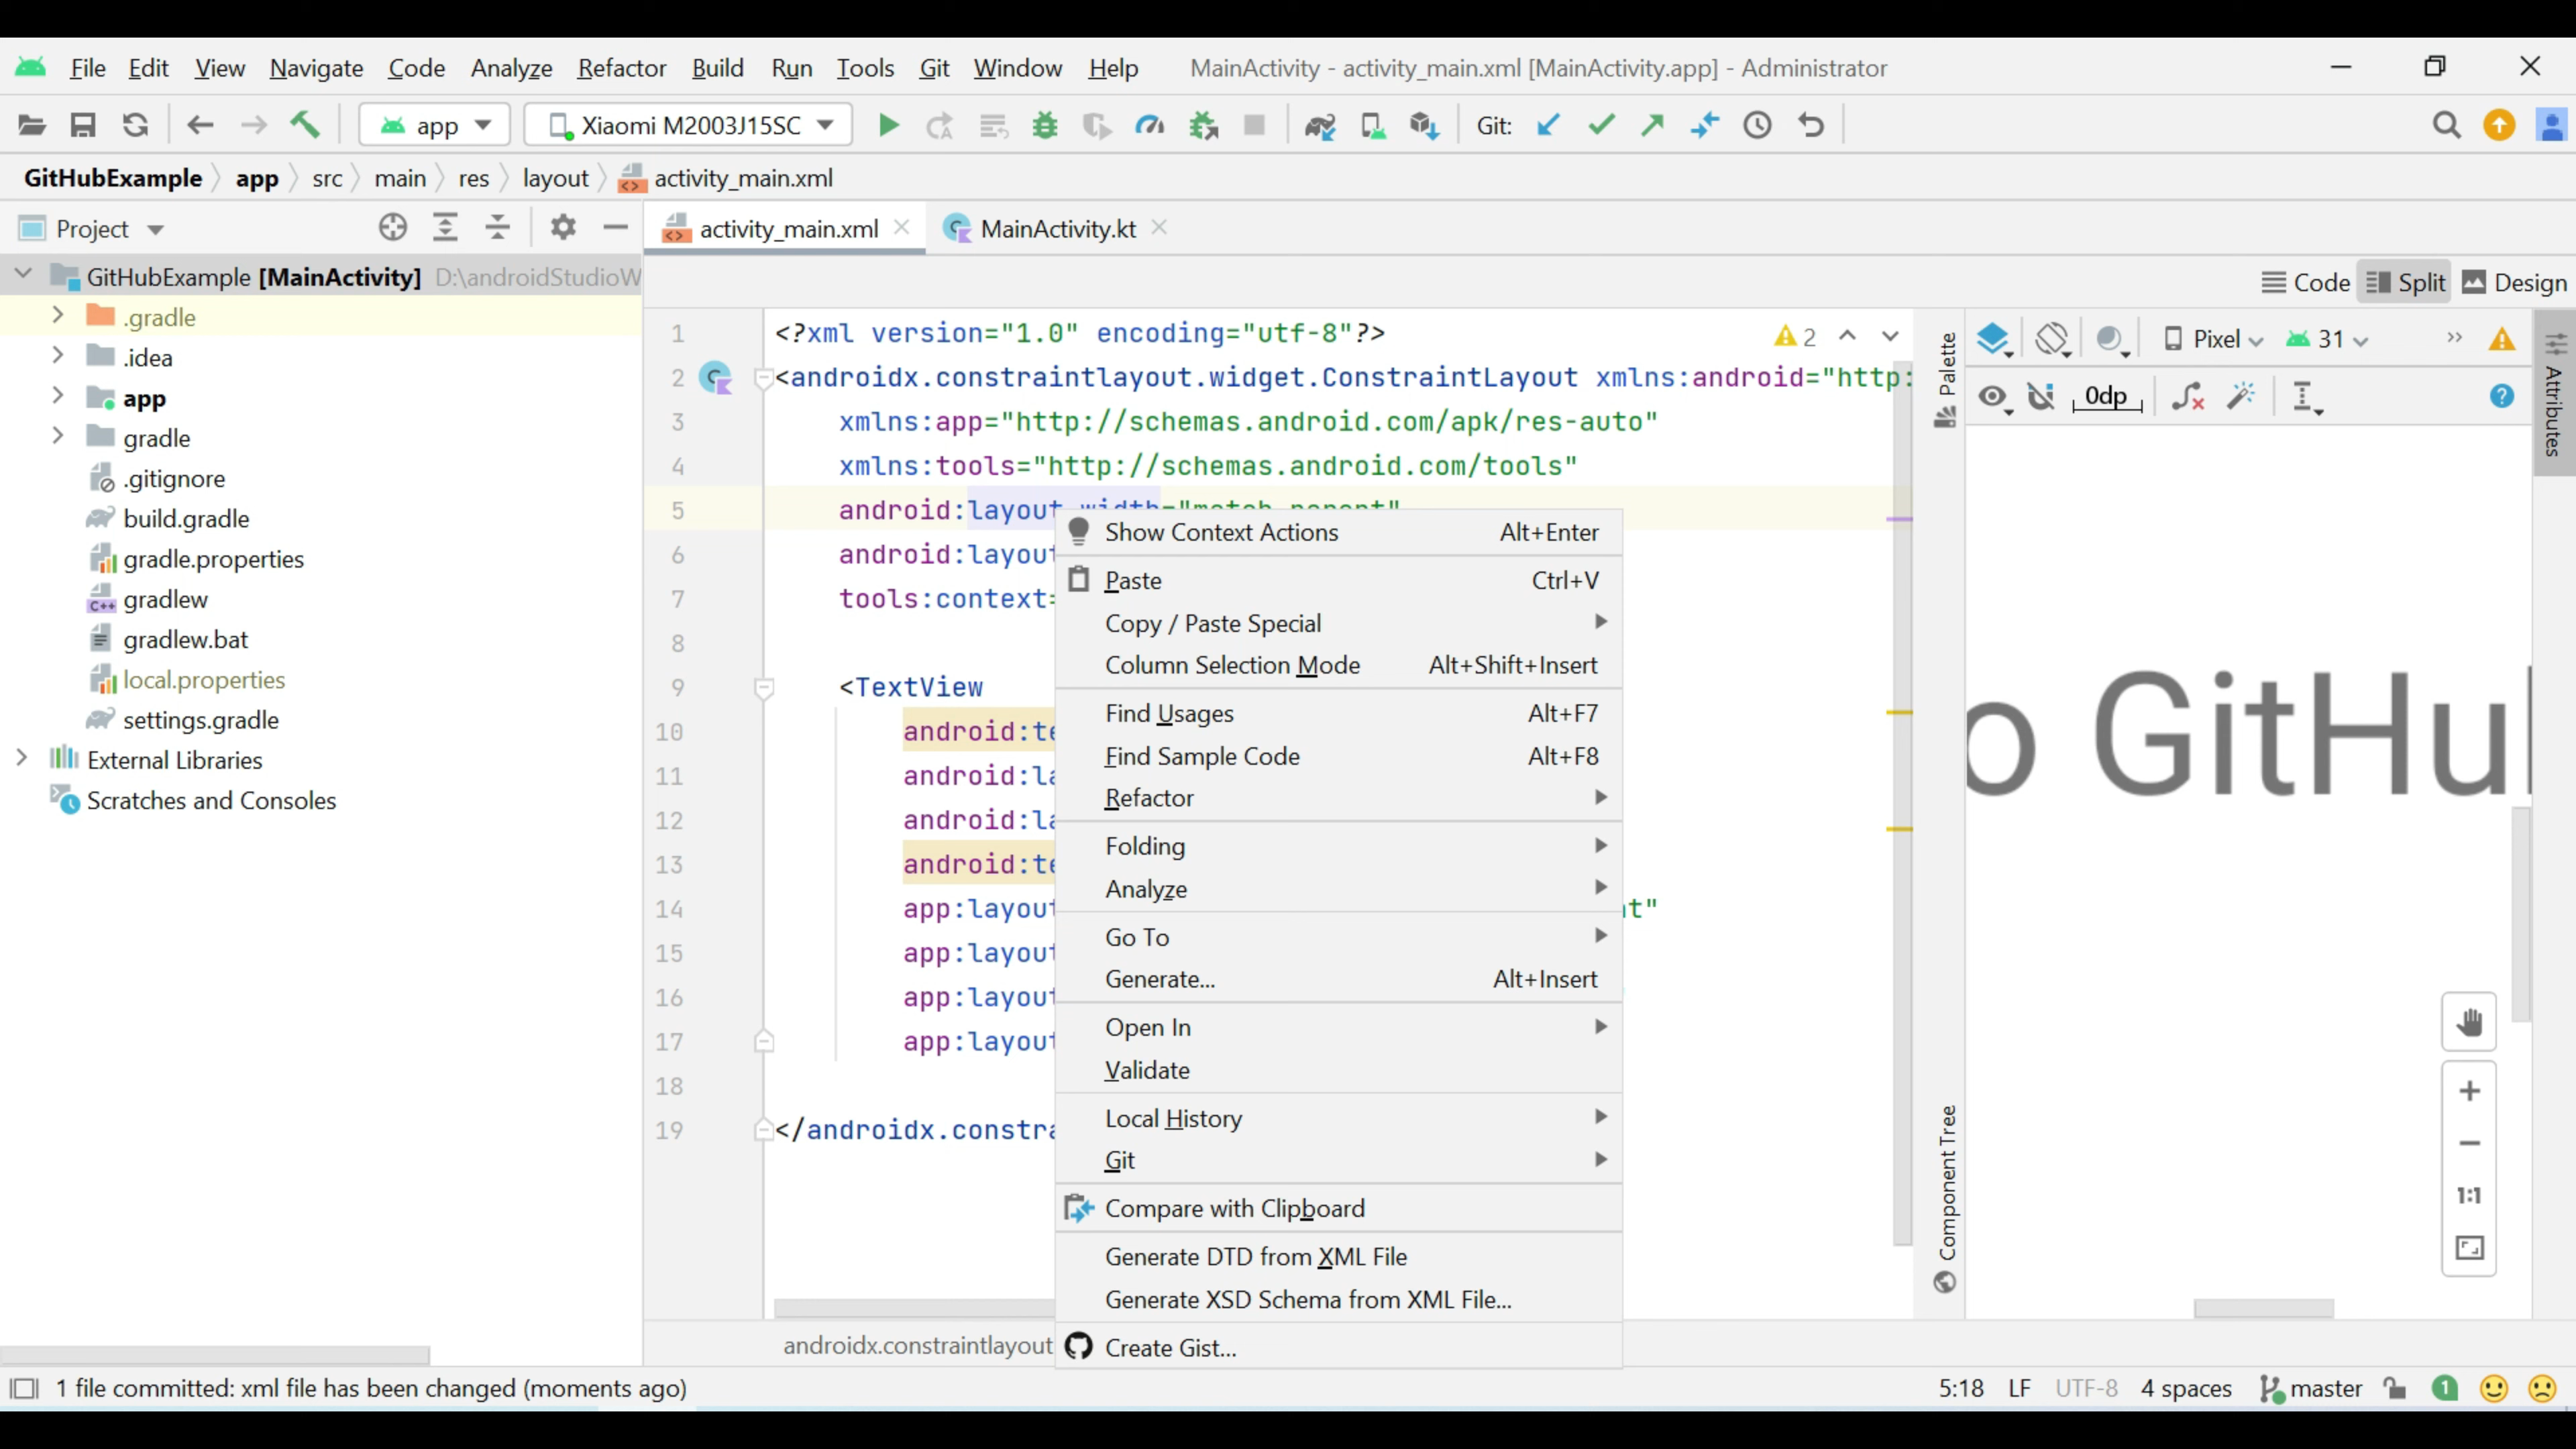 File Edit View Navigate Code Analyze Refactor Build Run Tools Git Window Help MainActivity - activity_main.xml [MainActivity.app] - Administrator
app Xiaomi M2003J15SC Git:
GitHubExample app src main res layout activity_main.xml
Project
activity_main.xml MainActivity.kt
GitHubExample [MainActivity] D:\androidStudioW
.gradle
.idea
app
gradle
.gitignore
build.gradle
gradle.properties
C++ gradlew
gradlew.bat
local.properties
settings.gradle
External Libraries
Scratches and Consoles
Code Split Design
1 <?xml version="1.0" encoding="utf-8"?>
2 <androidx.constraintlayout.widget.ConstraintLayout xmlns:android="http:
3 xmlns:app="http://schemas.android.com/apk/res-auto"
4 xmlns:tools="http://schemas.android.com/tools"
5 android:layout_width="match_parent"
6 android:layout
7 tools:context=
8
9 <TextView
10 android:te
11 android:la
12 android:la
13 android:te
14 app:layout t"
15 app:layout
16 app:layout
17 app:layout
18
19 </androidx.constra
2
Show Context Actions Alt+Enter
Paste Ctrl+V
Copy / Paste Special
Column Selection Mode Alt+Shift+Insert
Find Usages Alt+F7
Find Sample Code Alt+F8
Refactor
Folding
Analyze
Go To
Generate... Alt+Insert
Open In
Validate
Local History
Git
Compare with Clipboard
Generate DTD from XML File
Generate XSD Schema from XML File...
Create Gist...
androidx.constraintlayout
Palette
Component Tree
Pixel 31
0dp
Attributes
o GitHu
1:1
1 file committed: xml file has been changed (moments ago)
5:18 LF UTF-8 4 spaces master 1